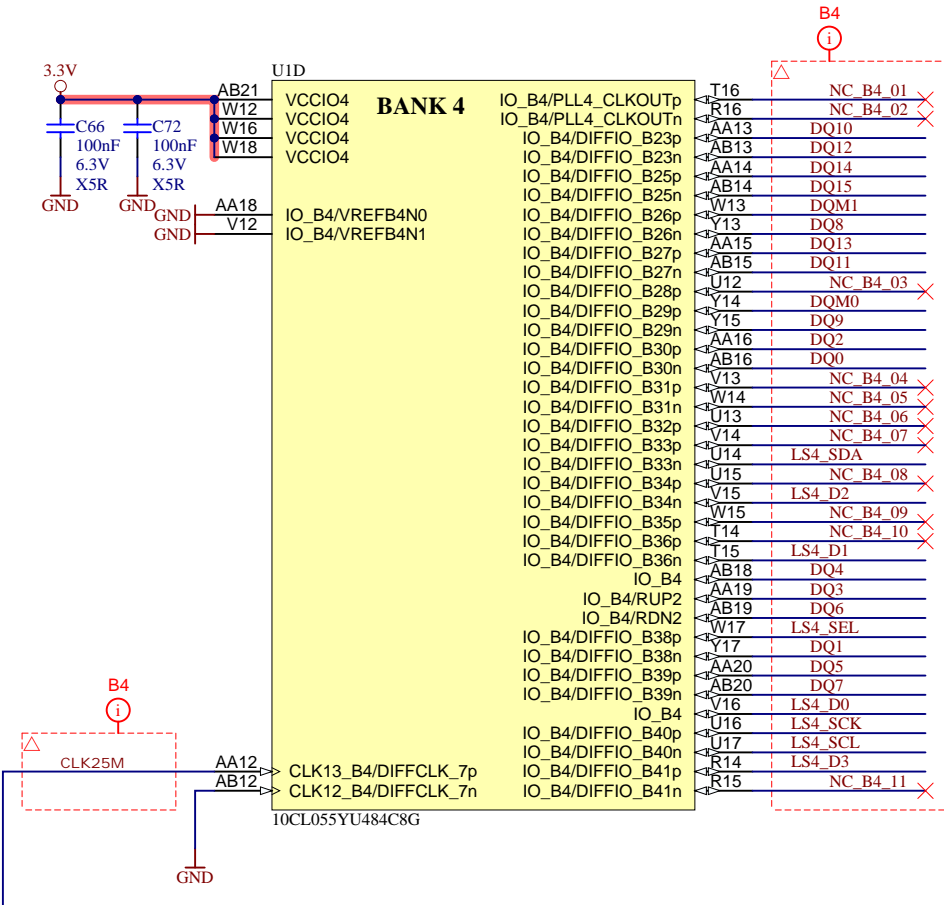 B4
i
U1D
3.3V
BANK 4
AB21 VCCIO4
W12 VCCIO4
W16 VCCIO4
W18 VCCIO4
C66
100nF
6.3V
X5R
GND
C72
100nF
6.3V
X5R
GND
GND AA18 IO_B4/VREFB4N0
GND V12 IO_B4/VREFB4N1
IO_B4/PLL4_CLKOUTp T16 NC_B4_01
IO_B4/PLL4_CLKOUTn R16 NC_B4_02
IO_B4/DIFFIO_B23p AA13 DQ10
IO_B4/DIFFIO_B23n AB13 DQ12
IO_B4/DIFFIO_B25p AA14 DQ14
IO_B4/DIFFIO_B25n AB14 DQ15
IO_B4/DIFFIO_B26p W13 DQM1
IO_B4/DIFFIO_B26n Y13 DQ8
IO_B4/DIFFIO_B27p AA15 DQ13
IO_B4/DIFFIO_B27n AB15 DQ11
IO_B4/DIFFIO_B28p U12 NC_B4_03
IO_B4/DIFFIO_B29p Y14 DQM0
IO_B4/DIFFIO_B29n Y15 DQ9
IO_B4/DIFFIO_B30p AA16 DQ2
IO_B4/DIFFIO_B30n AB16 DQ0
IO_B4/DIFFIO_B31p V13 NC_B4_04
IO_B4/DIFFIO_B31n W14 NC_B4_05
IO_B4/DIFFIO_B32p U13 NC_B4_06
IO_B4/DIFFIO_B33p V14 NC_B4_07
IO_B4/DIFFIO_B33n U14 LS4_SDA
IO_B4/DIFFIO_B34p U15 NC_B4_08
IO_B4/DIFFIO_B34n V15 LS4_D2
IO_B4/DIFFIO_B35p W15 NC_B4_09
IO_B4/DIFFIO_B36p T14 NC_B4_10
IO_B4/DIFFIO_B36n T15 LS4_D1
IO_B4 AB18 DQ4
IO_B4/RUP2 AA19 DQ3
IO_B4/RDN2 AB19 DQ6
IO_B4/DIFFIO_B38p W17 LS4_SEL
IO_B4/DIFFIO_B38n Y17 DQ1
IO_B4/DIFFIO_B39p AA20 DQ5
IO_B4/DIFFIO_B39n AB20 DQ7
IO_B4 V16 LS4_D0
IO_B4/DIFFIO_B40p U16 LS4_SCK
IO_B4/DIFFIO_B40n U17 LS4_SCL
IO_B4/DIFFIO_B41p R14 LS4_D3
IO_B4/DIFFIO_B41n R15 NC_B4_11
B4
i
CLK25M AA12 CLK13_B4/DIFFCLK_7p
AB12 CLK12_B4/DIFFCLK_7n
10CL055YU484C8G
GND